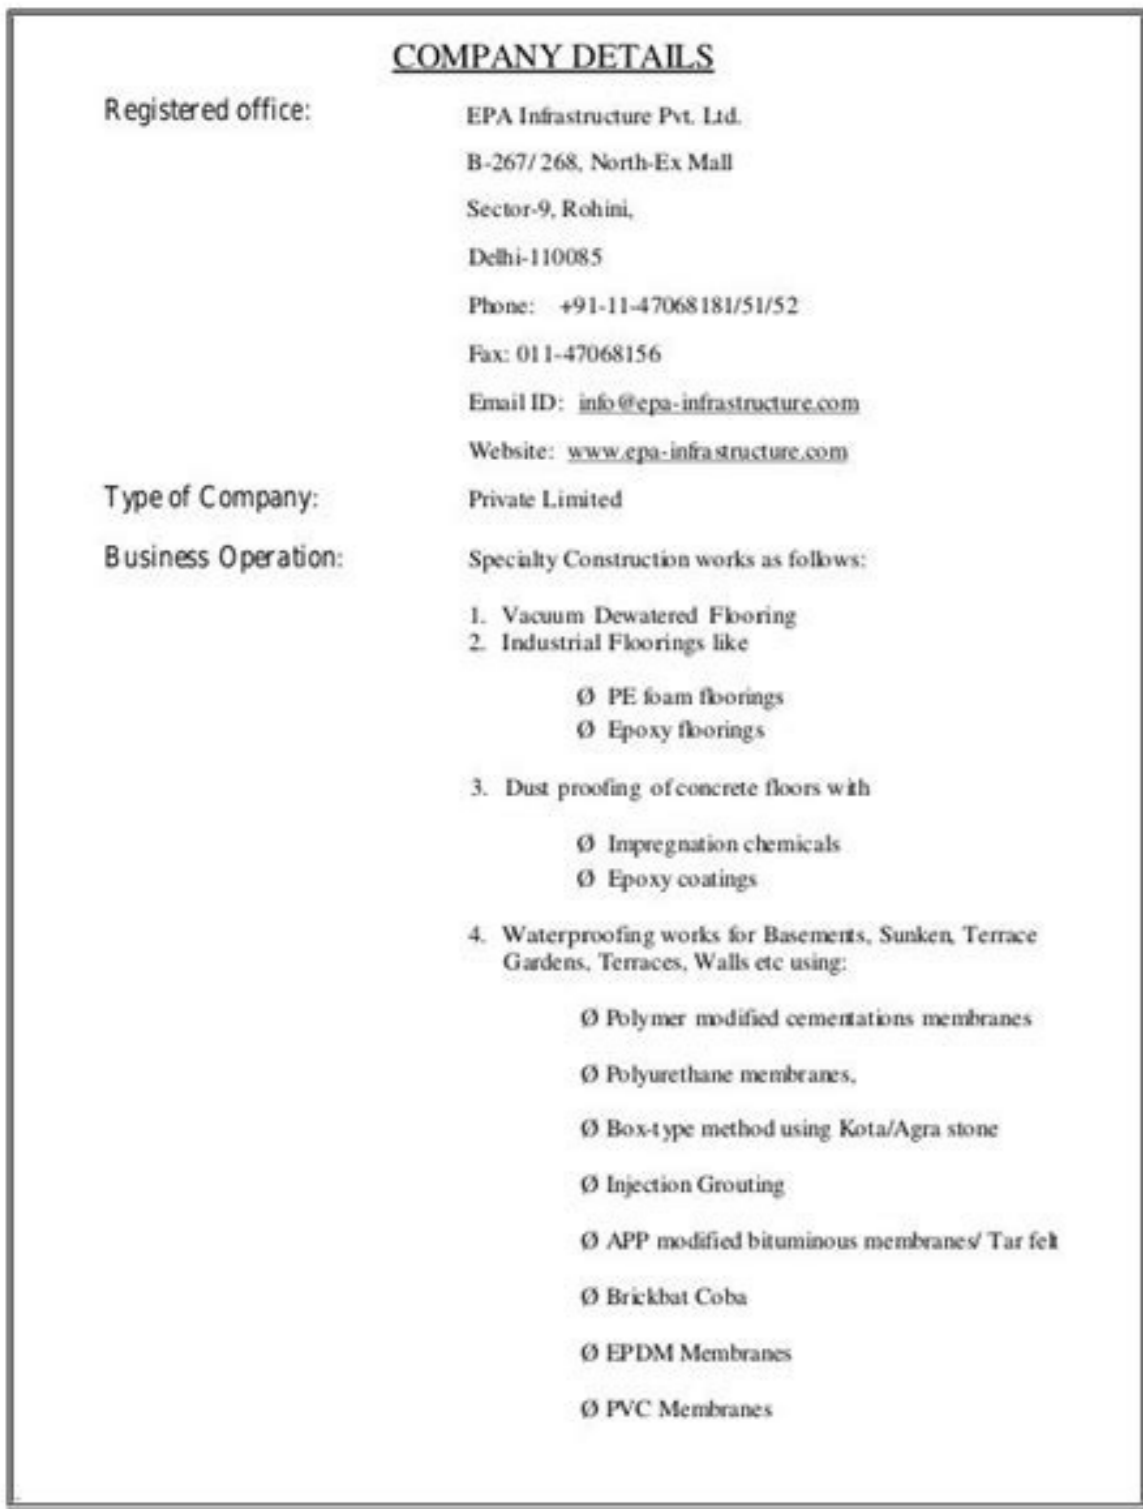 COMPANY DETAILS
Registered office: EPA Infrastructure Pvt. Ltd.
B-267/ 268, North-Ex Mall
Sector-9, Rohini,
Delhi-110085
Phone: +91-11-47068181/51/52
Fax: 011-47068156
Email ID: info@epa-infrastructure.com
Website: www.epa-infrastructure.com
Type of Company: Private Limited
Business Operation: Specialty Construction works as follows:
1. Vacuum Dewatered Flooring
2. Industrial Floorings like
Ø PE foam floorings
Ø Epoxy floorings
3. Dust proofing of concrete floors with
Ø Impregnation chemicals
Ø Epoxy coatings
4. Waterproofing works for Basements, Sunken, Terrace
Gardens, Terraces, Walls etc using:
Ø Polymer modified cementations membranes
Ø Polyurethane membranes,
Ø Box-type method using Kota/Agra stone
Ø Injection Grouting
Ø APP modified bituminous membranes/ Tar felt
Ø Brickbat Coba
Ø EPDM Membranes
Ø PVC Membranes